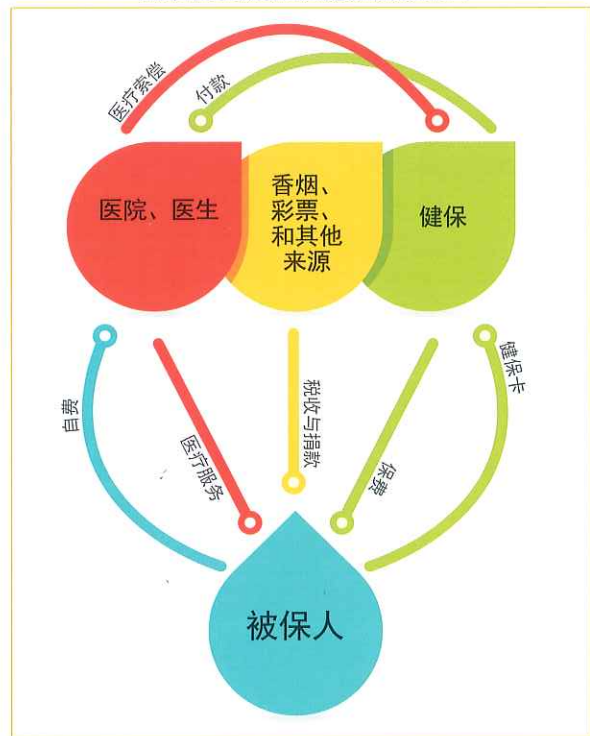 医疗索偿
付款
医院、医生
香烟、
彩票、
和其他
来源
健保
自费
医疗服务
税收与捐款
保费
健保卡
被保人